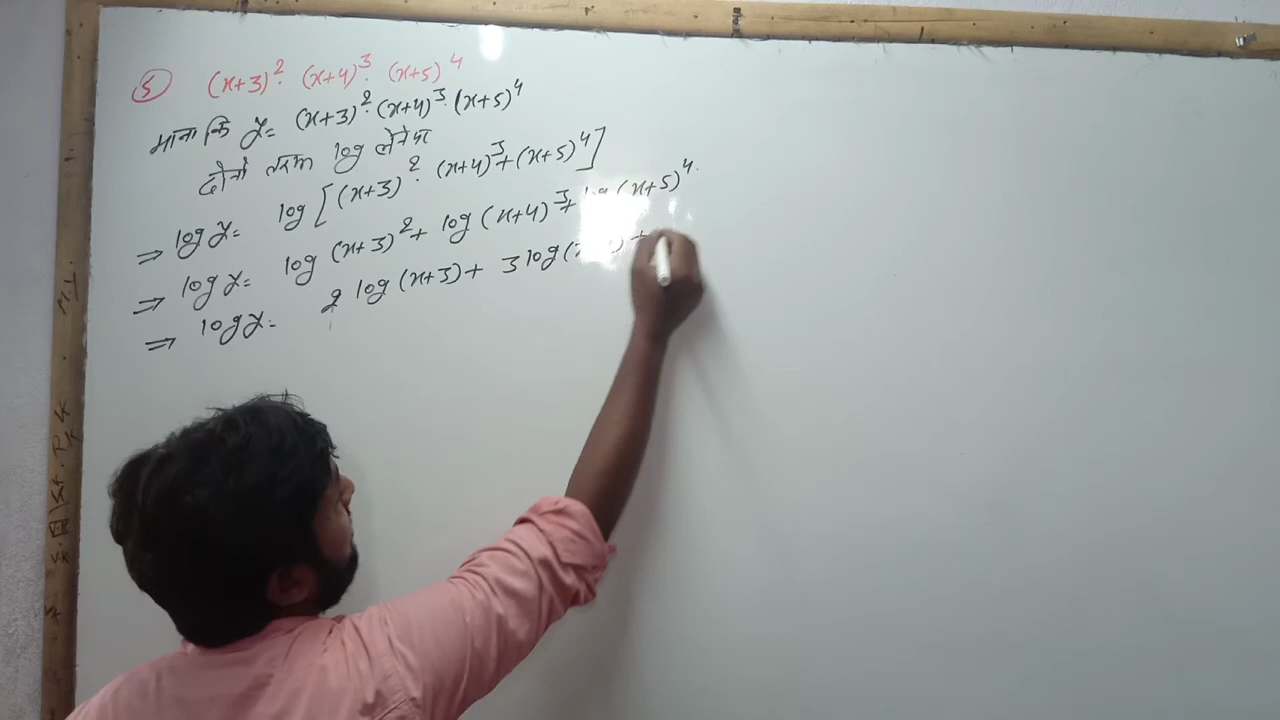 ⑤ (x+3)². (x+4)³. (x+5)⁴
माना कि y= (x+3)².(x+4)³.(x+5)⁴
दोनो तरफ log लेनेपर
⇒ log y= log [(x+3)². (x+4)³+(x+5)⁴]
⇒ log y= log (x+3)²+ log (x+4)³+ log (x+5)⁴.
⇒ log y= 2 log (x+3)+ 3 log (x +